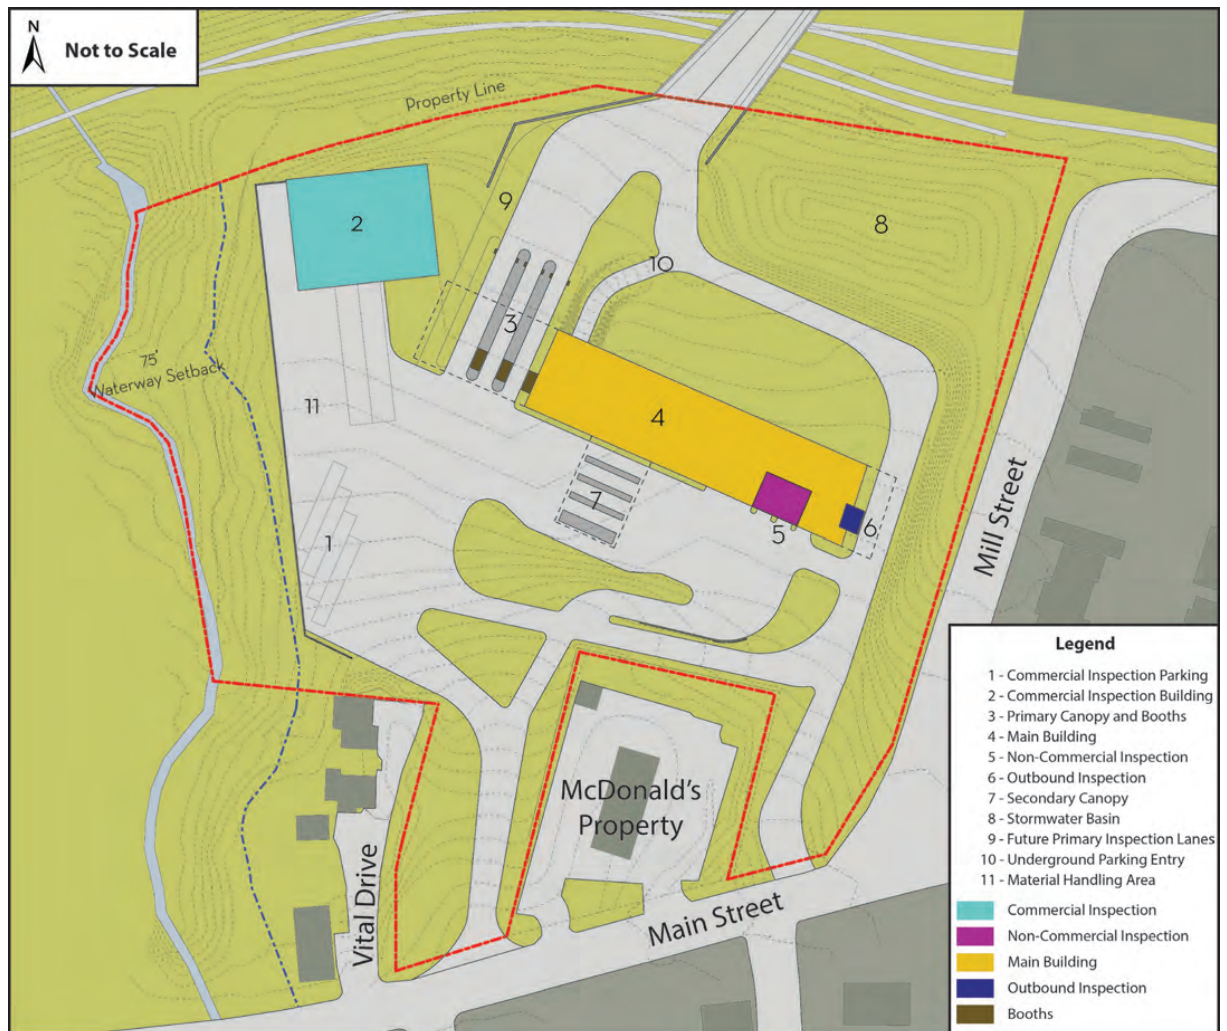 N
Not to Scale
Property Line
2
9
8
10
3
75'
Waterway Setback
11
4
7
6
5
1
Mill Street
McDonald's
Property
Vital Drive
Main Street
Legend
1 - Commercial Inspection Parking
2 - Commercial Inspection Building
3 - Primary Canopy and Booths
4 - Main Building
5 - Non-Commercial Inspection
6 - Outbound Inspection
7 - Secondary Canopy
8 - Stormwater Basin
9 - Future Primary Inspection Lanes
10 - Underground Parking Entry
11 - Material Handling Area
Commercial Inspection
Non-Commercial Inspection
Main Building
Outbound Inspection
Booths